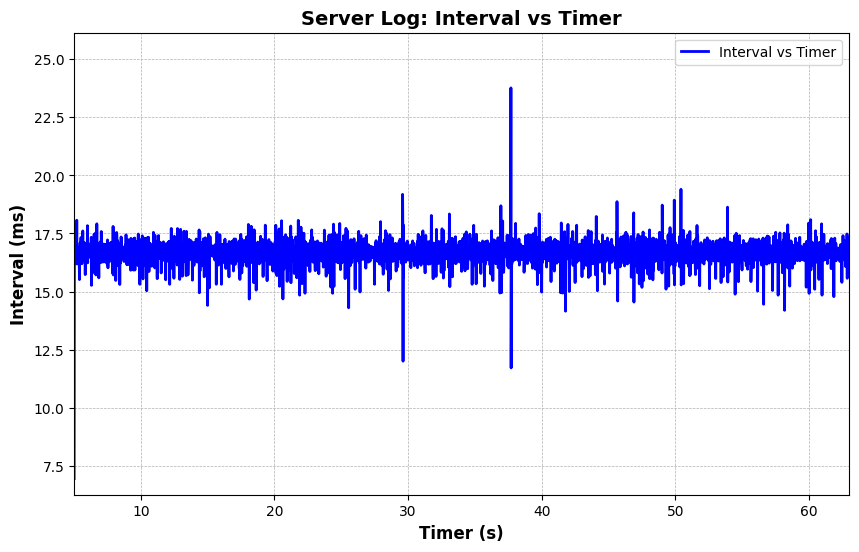 Server Log: Interval vs Timer
Interval vs Timer
25.0
22.5
20.0
17.5
15.0
12.5
10.0
7.5
Interval (ms)
10 20 30 40 50 60
Timer (s)